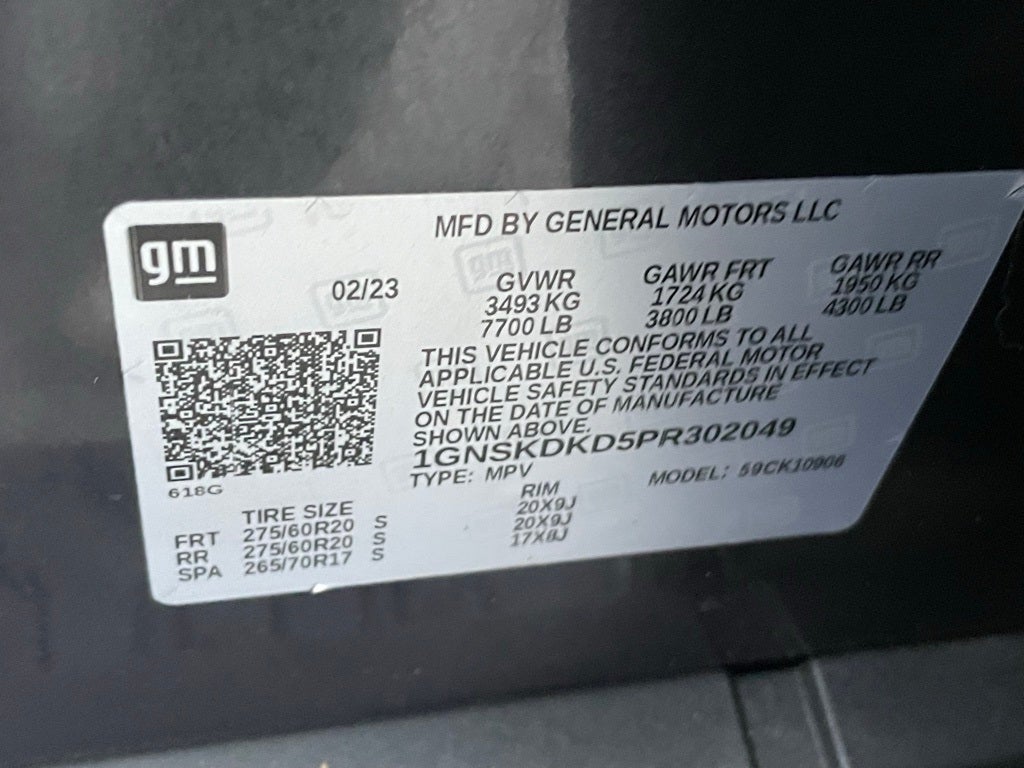 gm
MFD BY GENERAL MOTORS LLC
02/23
GVWR GAWR FRT GAWR RR
3493 KG 1724 KG 1950 KG
7700 LB 3800 LB 4300 LB
THIS VEHICLE CONFORMS TO ALL
APPLICABLE U.S. FEDERAL MOTOR
VEHICLE SAFETY STANDARDS IN EFFECT
ON THE DATE OF MANUFACTURE
SHOWN ABOVE.
1GNSKDKD5PR302049
TYPE: MPV MODEL: 59CK10906
618G
TIRE SIZE RIM
FRT 275/60R20 S 20X9J
RR 275/60R20 S 20X9J
SPA 265/70R17 S 17X8J